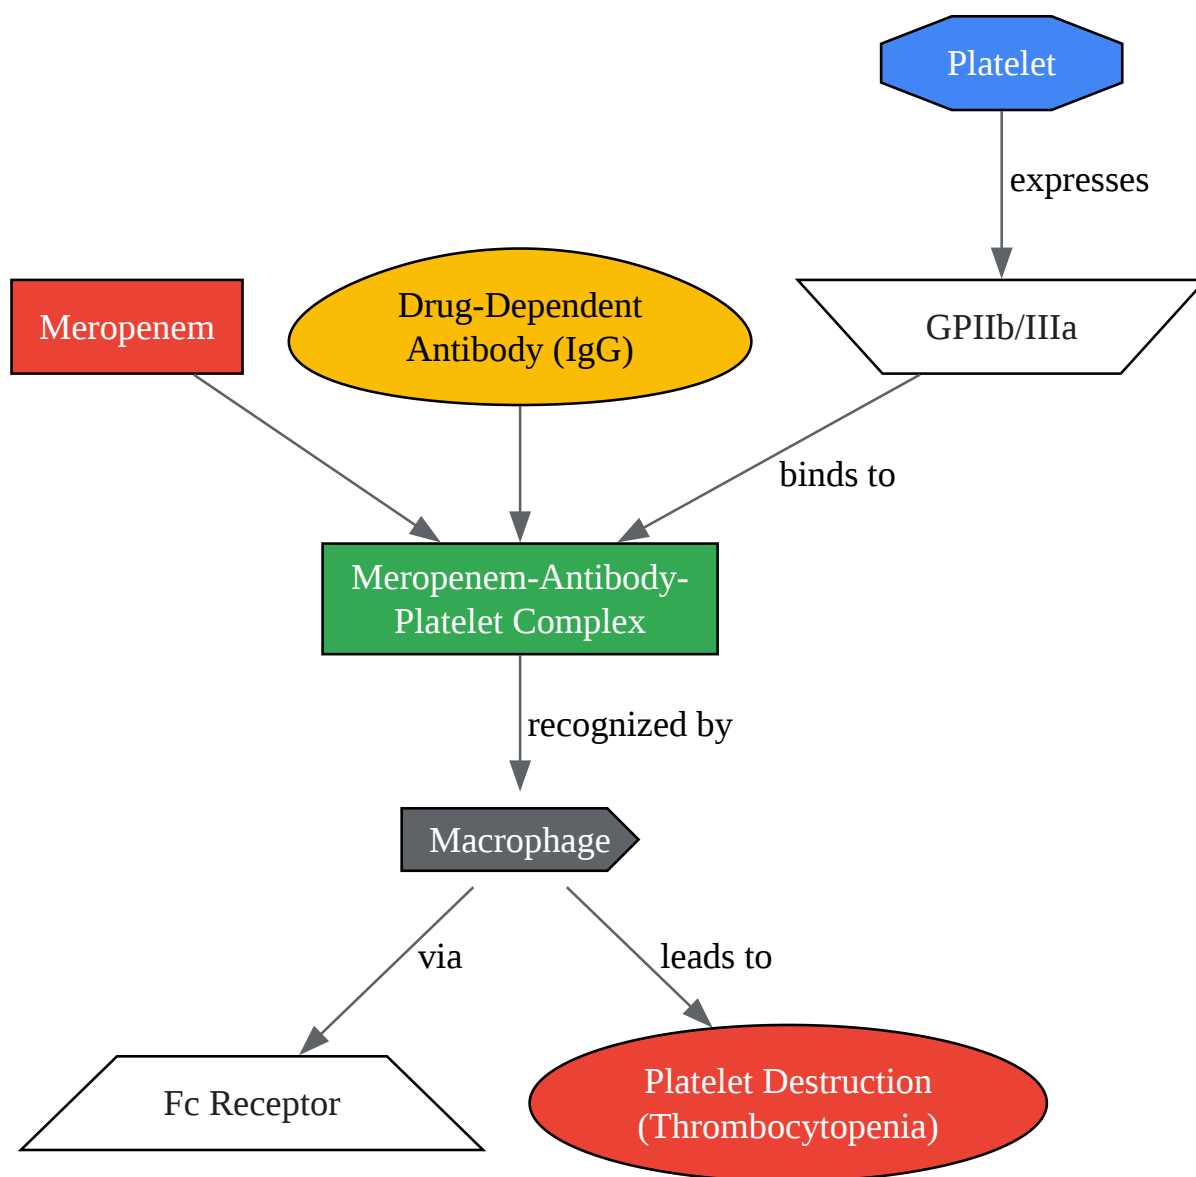 Platelet
expresses
Meropenem
Drug-Dependent
Antibody (IgG)
GPIIb/IIIa
binds to
Meropenem-Antibody-
Platelet Complex
recognized by
Macrophage
via
leads to
Fc Receptor
Platelet Destruction
(Thrombocytopenia)